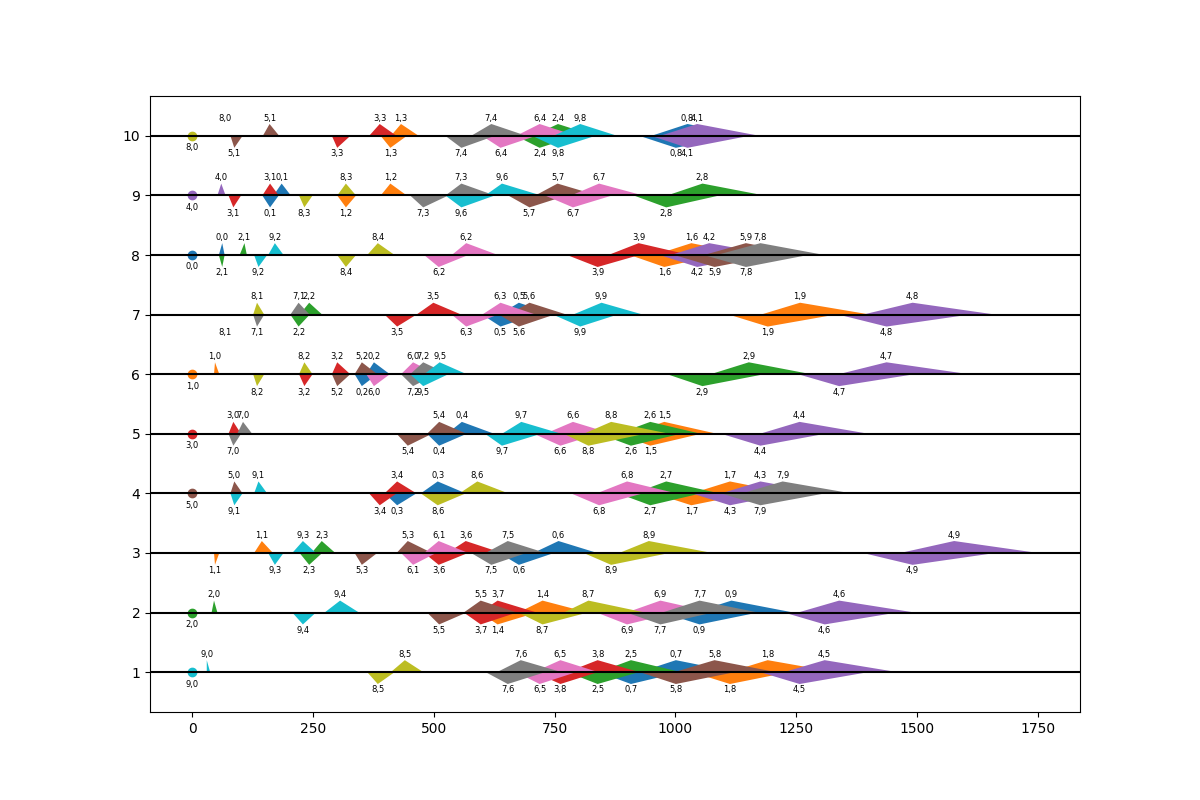 8,0 5,1 3,3 1,3 7,4 6,4 2,4 9,8 0,8 4,1
10
8,0 5,1 3,3 1,3 7,4 6,4 2,4 9,8 0,8 4,1
4,0 3,1 0,1 8,3 1,2 7,3 9,6 5,7 6,7 2,8
9
4,0 3,1 0,1 8,3 1,2 7,3 9,6 5,7 6,7 2,8
0,0 2,1 9,2 8,4 6,2 3,9 1,6 4,2 5,9 7,8
8
0,0 2,1 9,2 8,4 6,2 3,9 1,6 4,2 5,9 7,8
8,1 7,1 2,2 3,5 6,3 0,5 5,6 9,9 1,9 4,8
7
8,1 7,1 2,2 3,5 6,3 0,5 5,6 9,9 1,9 4,8
1,0 8,2 3,2 5,2 0,2 6,0 7,2 9,5 2,9 4,7
6
1,0 8,2 3,2 5,2 0,2 6,0 7,2 9,5 2,9 4,7
3,0 7,0 5,4 0,4 9,7 6,6 8,8 2,6 1,5 4,4
5
3,0 7,0 5,4 0,4 9,7 6,6 8,8 2,6 1,5 4,4
5,0 9,1 3,4 0,3 8,6 6,8 2,7 1,7 4,3 7,9
4
5,0 9,1 3,4 0,3 8,6 6,8 2,7 1,7 4,3 7,9
1,1 9,3 2,3 5,3 6,1 3,6 7,5 0,6 8,9 4,9
3
1,1 9,3 2,3 5,3 6,1 3,6 7,5 0,6 8,9 4,9
2,0 9,4 5,5 3,7 1,4 8,7 6,9 7,7 0,9 4,6
2
2,0 9,4 5,5 3,7 1,4 8,7 6,9 7,7 0,9 4,6
9,0 8,5 7,6 6,5 3,8 2,5 0,7 5,8 1,8 4,5
1
9,0 8,5 7,6 6,5 3,8 2,5 0,7 5,8 1,8 4,5
0 250 500 750 1000 1250 1500 1750